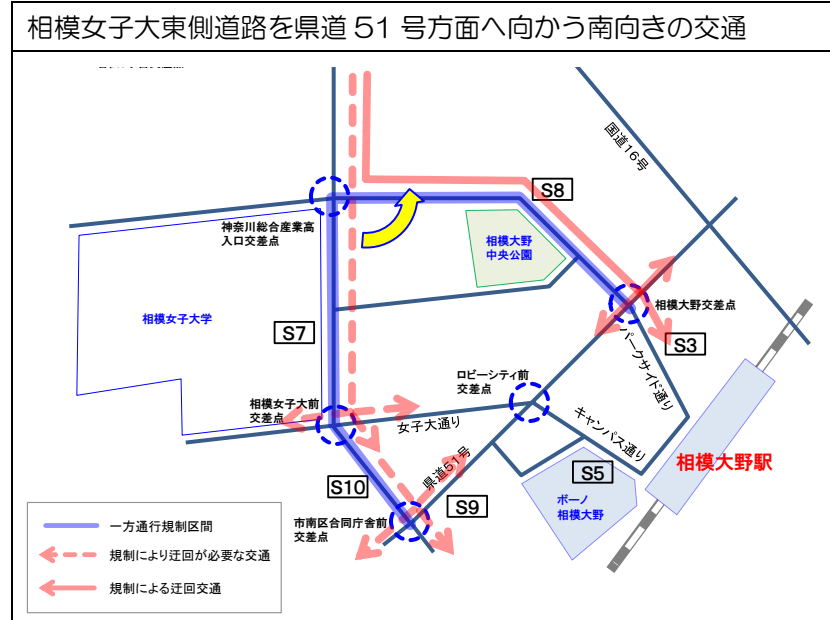 相模女子大東側道路を県道51号方面へ向かう南向きの交通
国道16号
S8
神奈川総合産業高
入口交差点
相模大野
中央公園
相模女子大学
相模大野交差点
S7
S3
パークサイド通り
ロビーシティ前
交差点
相模女子大前
交差点
女子大通り
キャンパス通り
相模大野駅
県道51号
S10
S5
S9
ボーノ
相模大野
市南区合同庁舎前
交差点
一方通行規制区間
規制により迂回が必要な交通
規制による迂回交通